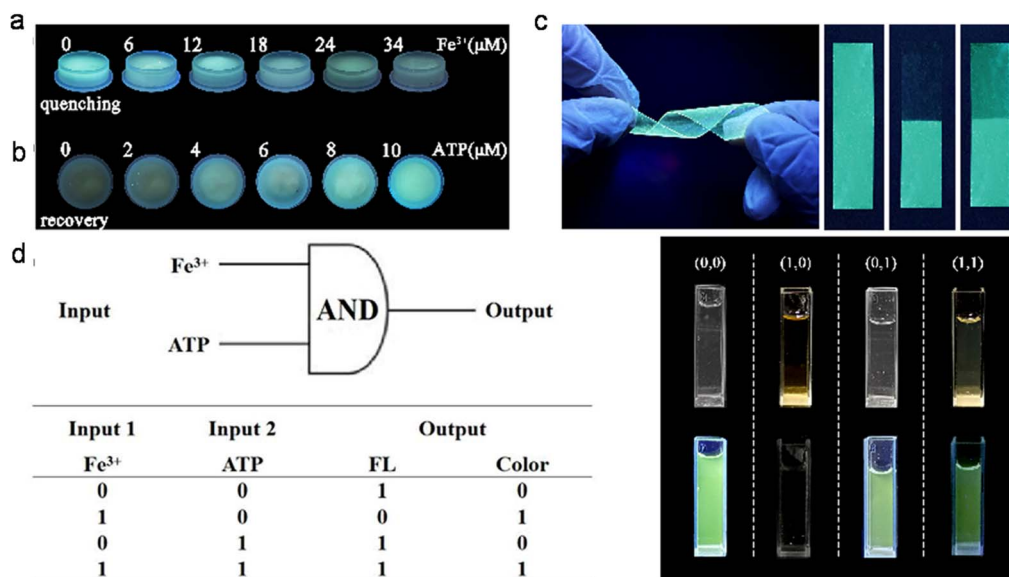 a
0 6 12 18 24 34 Fe³⁺(μM)
quenching
b
0 2 4 6 8 10 ATP(μM)
recovery
c
d
Fe³⁺
Input AND Output
ATP
Input 1 Input 2 Output
Fe³⁺ ATP FL Color
0 0 1 0
1 0 0 1
0 1 1 0
1 1 1 1
(0,0) (1,0) (0,1) (1,1)